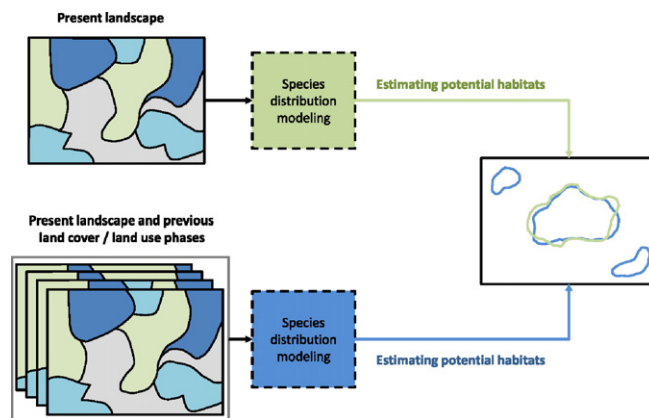 Present landscape
Species
distribution
modeling
Estimating potential habitats
Present landscape and previous
land cover / land use phases
Species
distribution
modeling
Estimating potential habitats